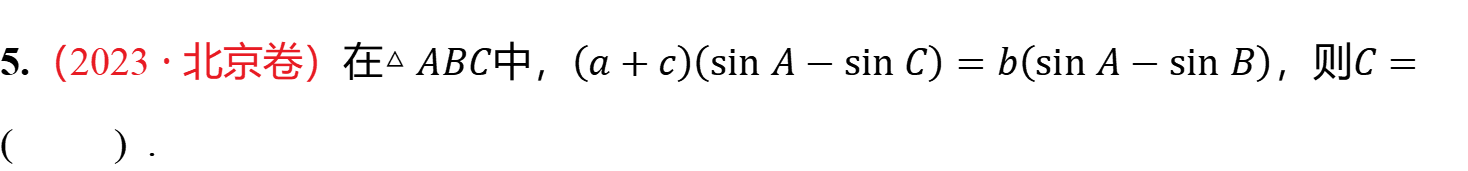 5.（2023·北京卷）在△ABC中，(a + c)(sin A − sin C) = b(sin A − sin B)，则C =
(    ) .